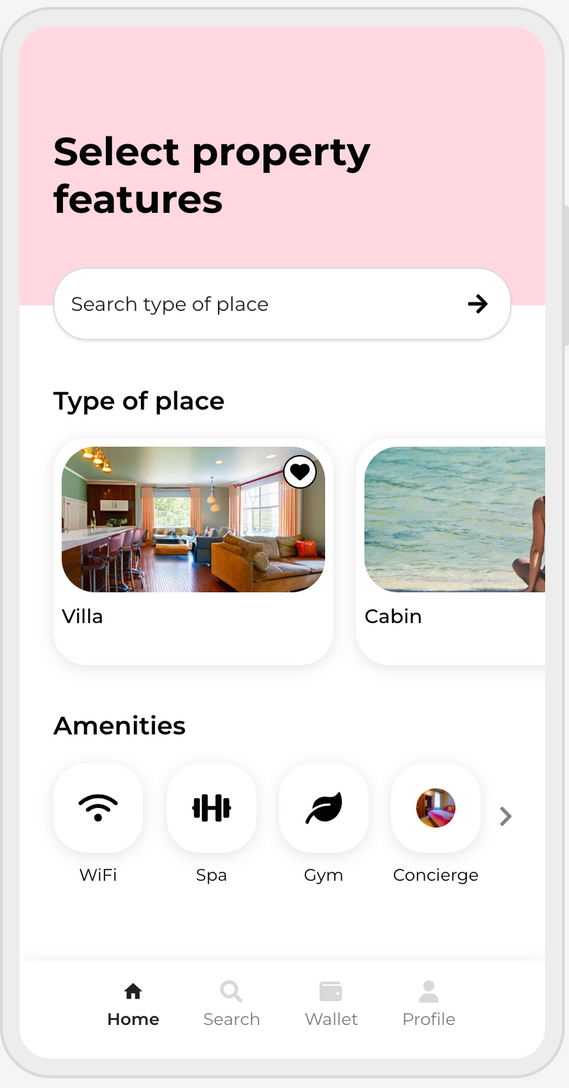 Select property
features
Search type of place
Type of place
Villa
Cabin
Amenities
WiFi
Spa
Gym
Concierge
Home
Search
Wallet
Profile